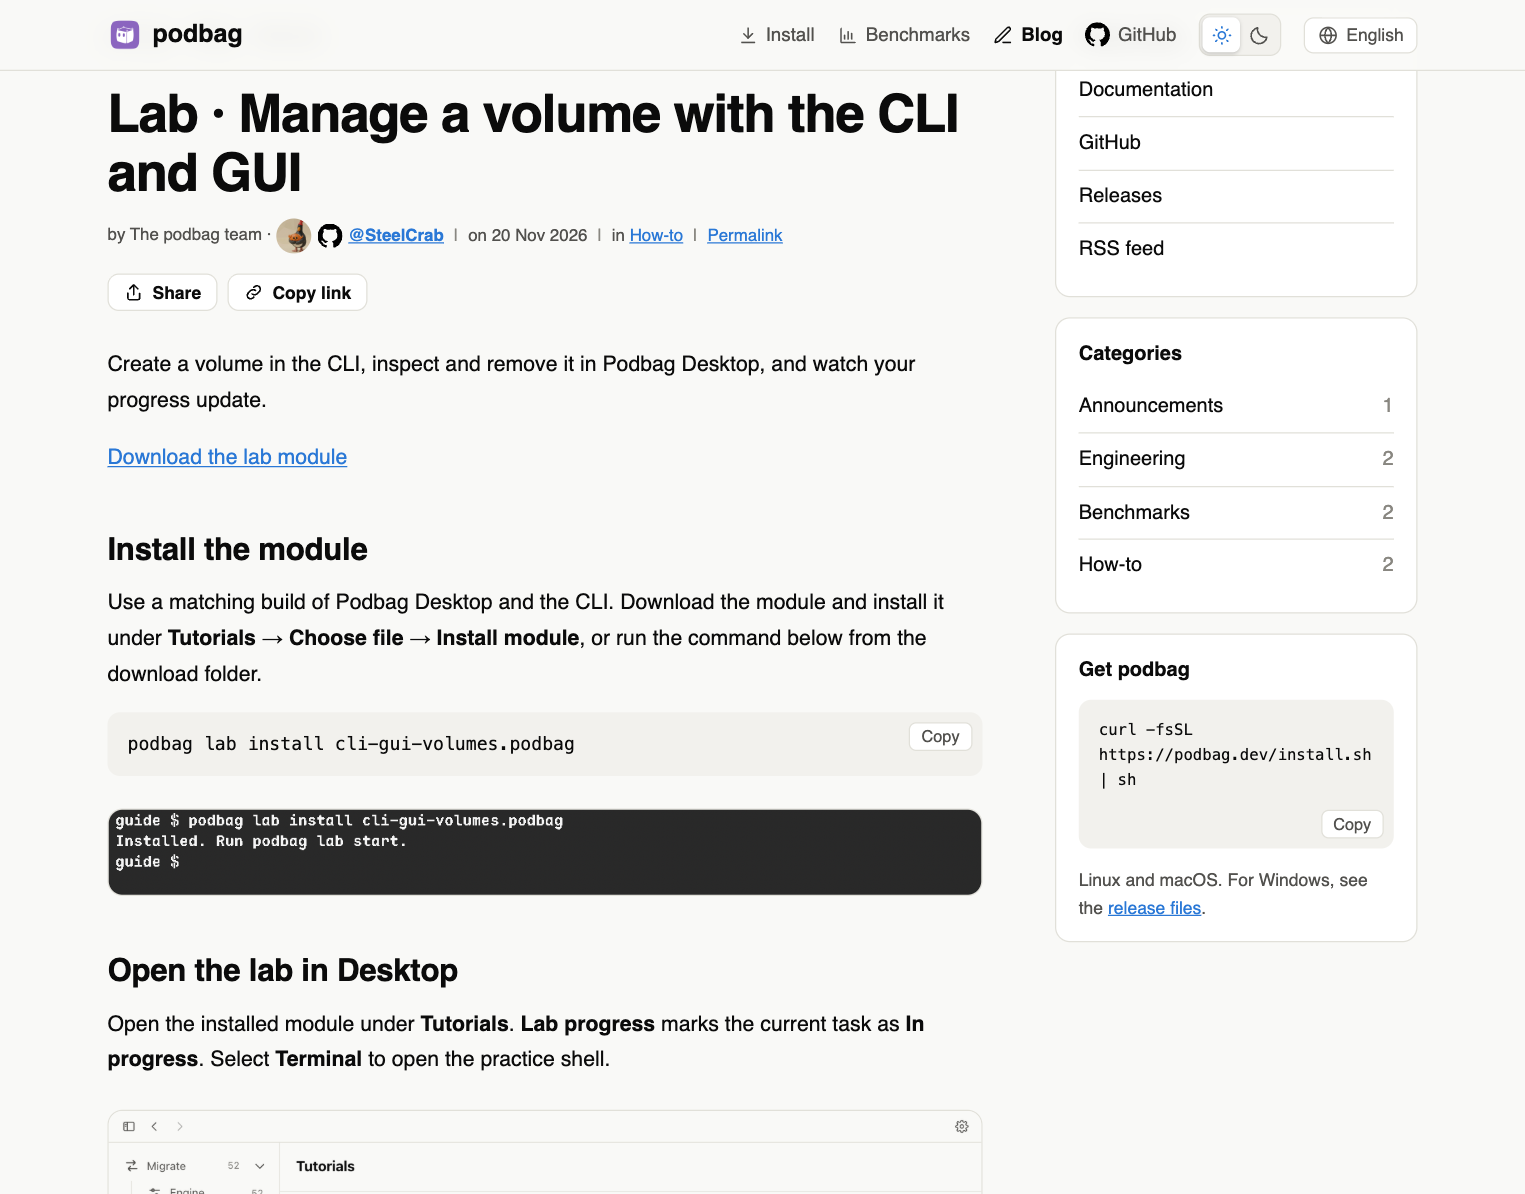 podbag
Install
Benchmarks
Blog
GitHub
English
Lab · Manage a volume with the CLI
and GUI
by The podbag team · @SteelCrab | on 20 Nov 2026 | in How-to | Permalink
Share
Copy link
Create a volume in the CLI, inspect and remove it in Podbag Desktop, and watch your
progress update.
Download the lab module
Install the module
Use a matching build of Podbag Desktop and the CLI. Download the module and install it
under Tutorials → Choose file → Install module, or run the command below from the
download folder.
podbag lab install cli-gui-volumes.podbag
Copy
guide $ podbag lab install cli-gui-volumes.podbag
Installed. Run podbag lab start.
guide $
Open the lab in Desktop
Open the installed module under Tutorials. Lab progress marks the current task as In
progress. Select Terminal to open the practice shell.
Migrate 52
Engine 52
Tutorials
Documentation
GitHub
Releases
RSS feed
Categories
Announcements 1
Engineering 2
Benchmarks 2
How-to 2
Get podbag
curl -fsSL
https://podbag.dev/install.sh
| sh
Copy
Linux and macOS. For Windows, see
the release files.